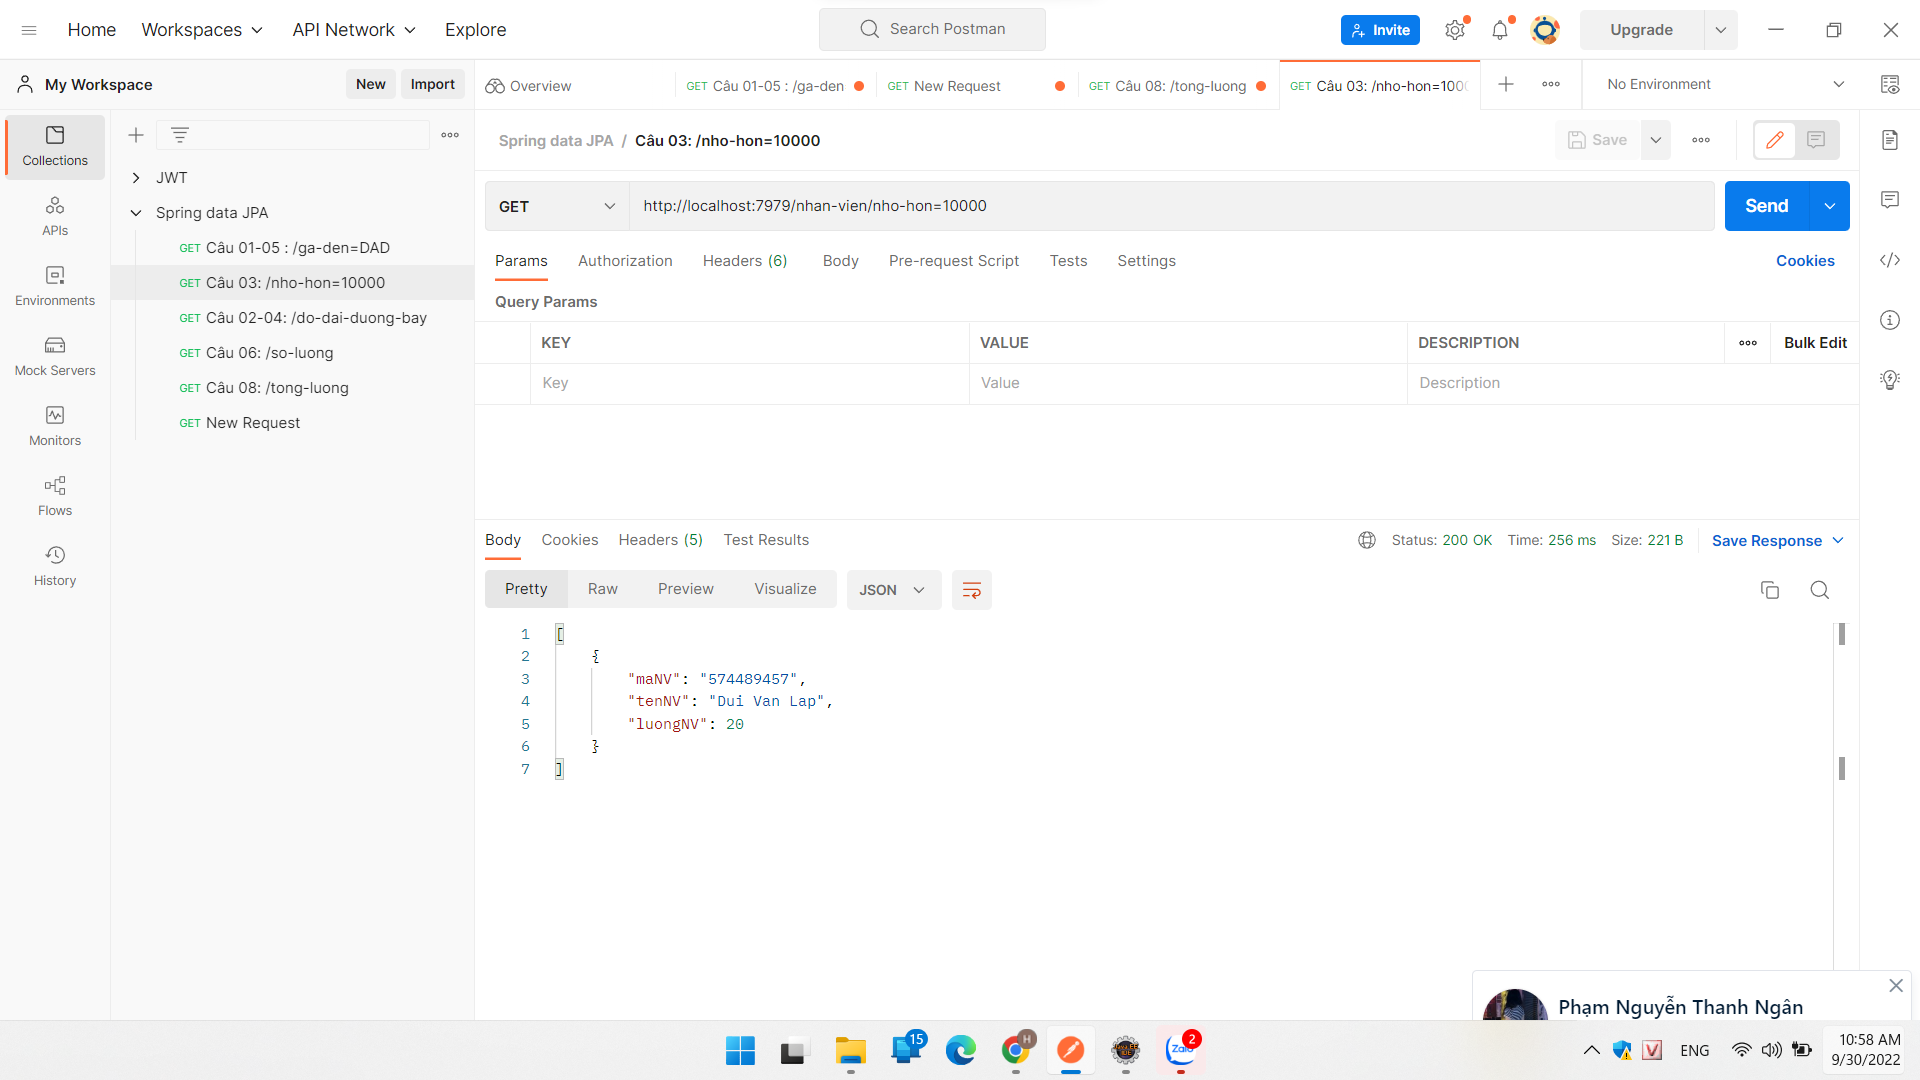 Home
Workspaces
API Network
Explore
Search Postman
Invite
Upgrade
My Workspace
New
Import
Overview
GET Câu 01-05 : /ga-den
GET New Request
GET Câu 08: /tong-luong
GET Câu 03: /nho-hon=1000
No Environment
Collections
APIs
Environments
Mock Servers
Monitors
Flows
History
JWT
Spring data JPA
GET Câu 01-05 : /ga-den=DAD
GET Câu 03: /nho-hon=10000
GET Câu 02-04: /do-dai-duong-bay
GET Câu 06: /so-luong
GET Câu 08: /tong-luong
GET New Request
Spring data JPA / Câu 03: /nho-hon=10000
Save
GET
http://localhost:7979/nhan-vien/nho-hon=10000
Send
Params
Authorization
Headers (6)
Body
Pre-request Script
Tests
Settings
Cookies
Query Params
KEY
VALUE
DESCRIPTION
Bulk Edit
Key
Value
Description
Body
Cookies
Headers (5)
Test Results
Status: 200 OK
Time: 256 ms
Size: 221 B
Save Response
Pretty
Raw
Preview
Visualize
JSON
1 [
2 {
3 "maNV": "574489457",
4 "tenNV": "Dui Van Lap",
5 "luongNV": 20
6 }
7 ]
Phạm Nguyễn Thanh Ngân
15
H
Zalo
2
V
ENG
10:58 AM
9/30/2022